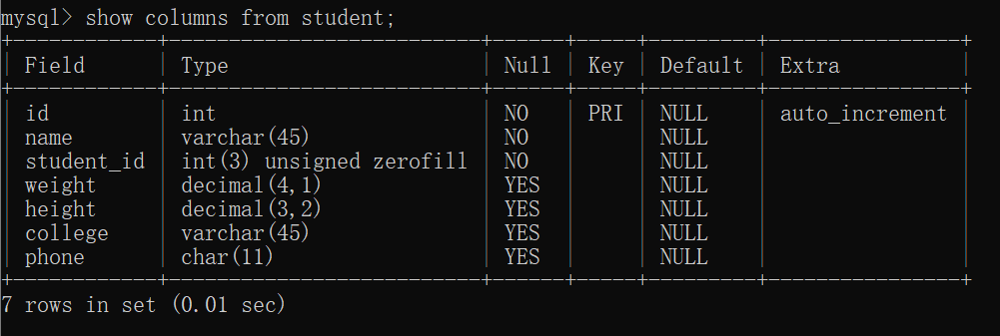 mysql> show columns from student;
+------------+--------------------------+------+-----+---------+----------------+
| Field | Type | Null | Key | Default | Extra |
+------------+--------------------------+------+-----+---------+----------------+
| id | int | NO | PRI | NULL | auto_increment |
| name | varchar(45) | NO | | NULL | |
| student_id | int(3) unsigned zerofill | NO | | NULL | |
| weight | decimal(4,1) | YES | | NULL | |
| height | decimal(3,2) | YES | | NULL | |
| college | varchar(45) | YES | | NULL | |
| phone | char(11) | YES | | NULL | |
+------------+--------------------------+------+-----+---------+----------------+
7 rows in set (0.01 sec)